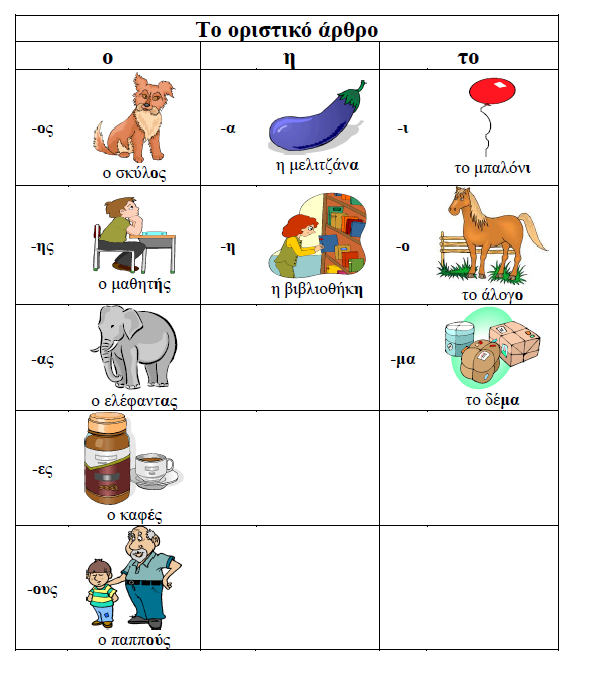 Το οριστικό άρθρο
ο η το
-ος -α -ι
ο σκύλος η μελιτζάνα το μπαλόνι
-ης -η -ο
ο μαθητής η βιβλιοθήκη το άλογο
-ας -μα
ο ελέφαντας το δέμα
-ες
ο καφές
-ους
ο παππούς